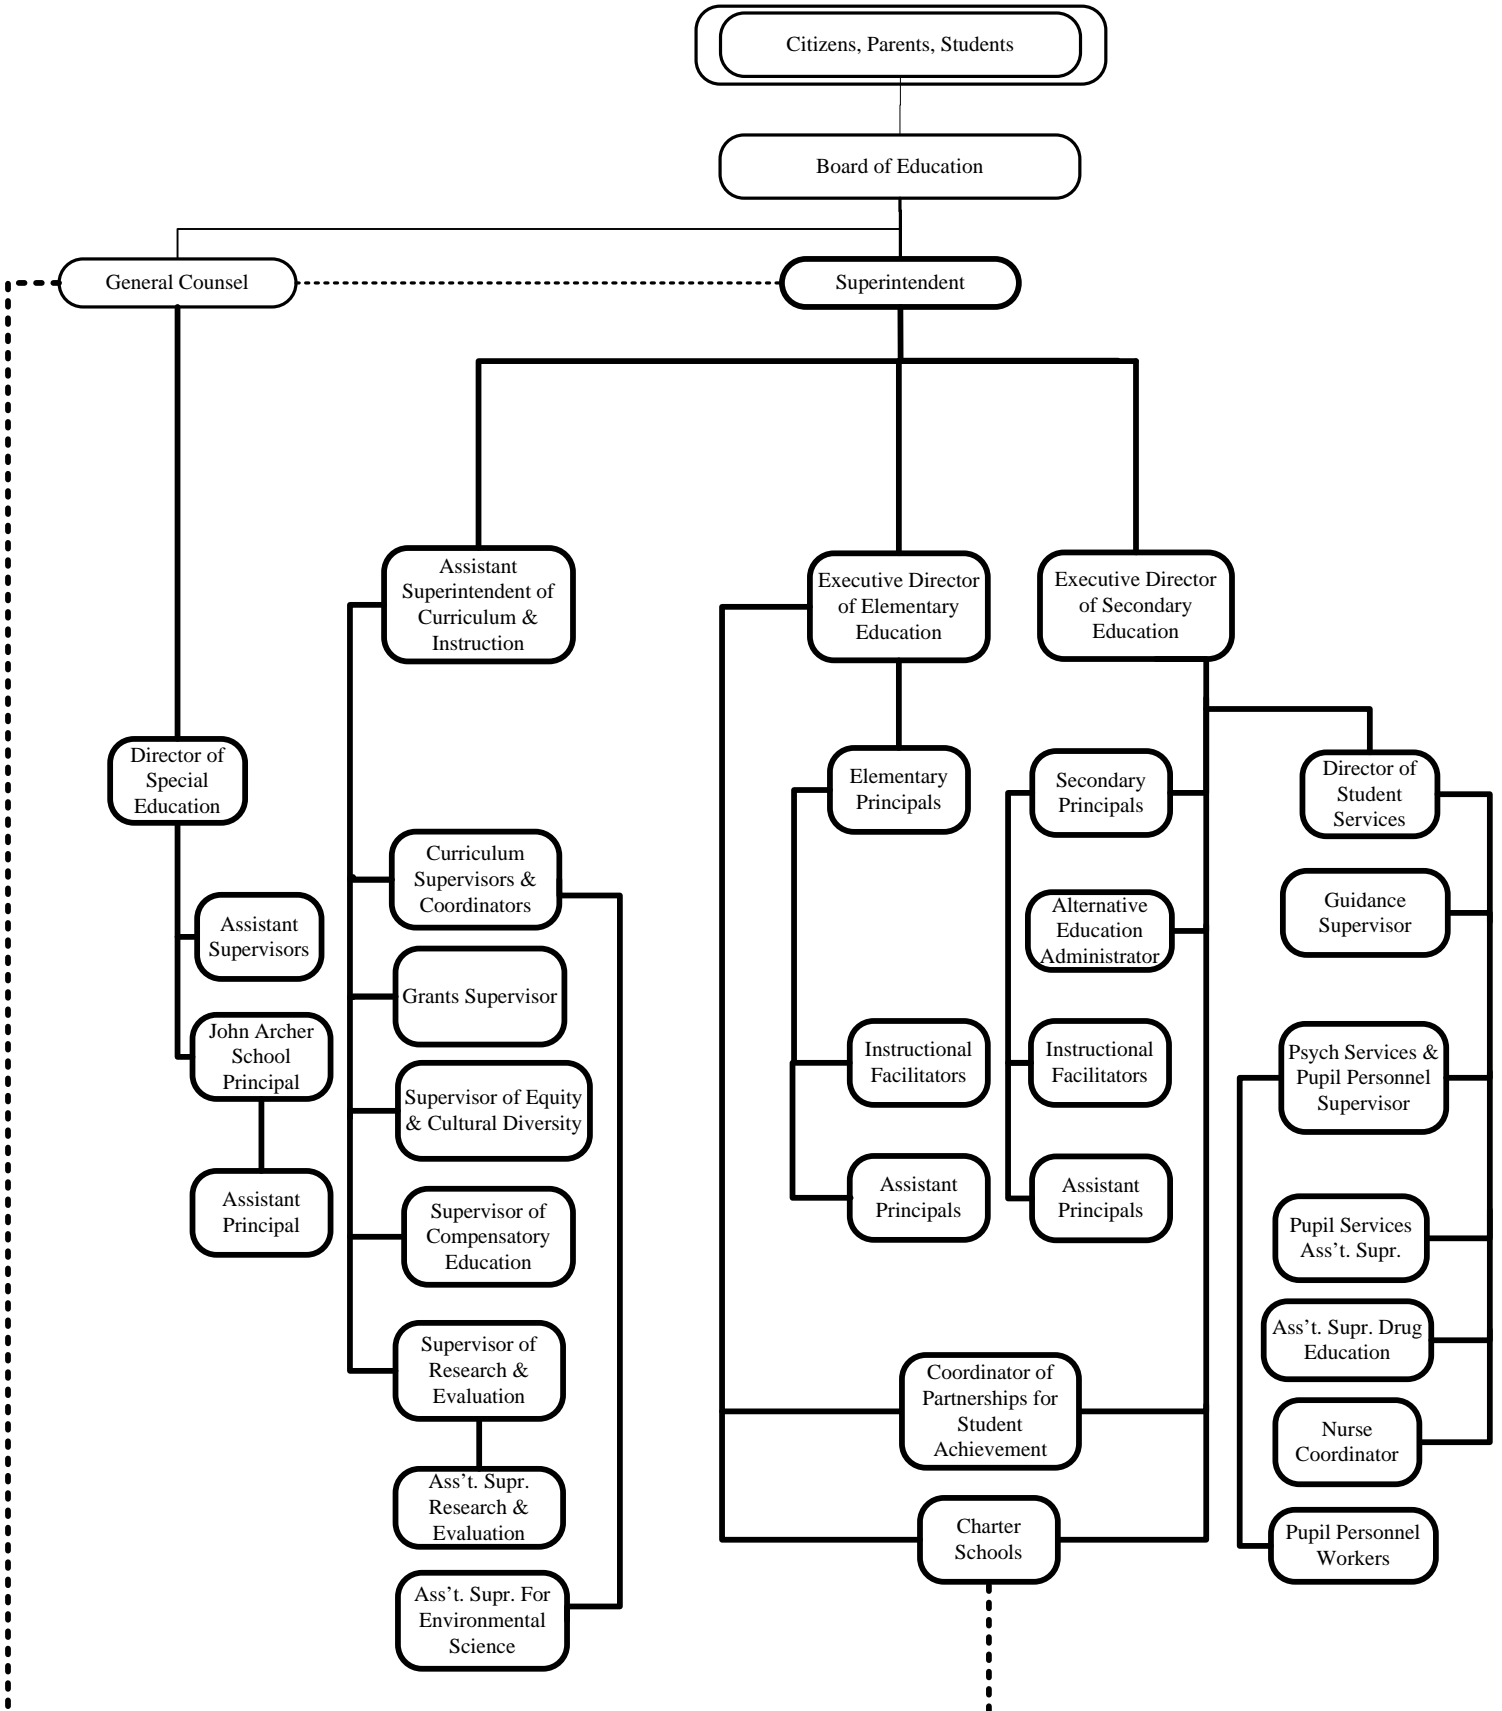 Citizens, Parents, Students
Board of Education
General Counsel
Superintendent
Assistant
Superintendent of
Curriculum &
Instruction
Executive Director
of Elementary
Education
Executive Director
of Secondary
Education
Director of
Special
Education
Elementary
Principals
Secondary
Principals
Director of
Student
Services
Curriculum
Supervisors &
Coordinators
Assistant
Supervisors
Alternative
Education
Administrator
Guidance
Supervisor
Grants Supervisor
John Archer
School
Principal
Instructional
Facilitators
Instructional
Facilitators
Psych Services &
Pupil Personnel
Supervisor
Supervisor of Equity
& Cultural Diversity
Assistant
Principal
Assistant
Principals
Assistant
Principals
Supervisor of
Compensatory
Education
Pupil Services
Ass’t. Supr.
Supervisor of
Research &
Evaluation
Ass’t. Supr. Drug
Education
Coordinator of
Partnerships for
Student
Achievement
Nurse
Coordinator
Ass’t. Supr.
Research &
Evaluation
Charter
Schools
Pupil Personnel
Workers
Ass’t. Supr. For
Environmental
Science